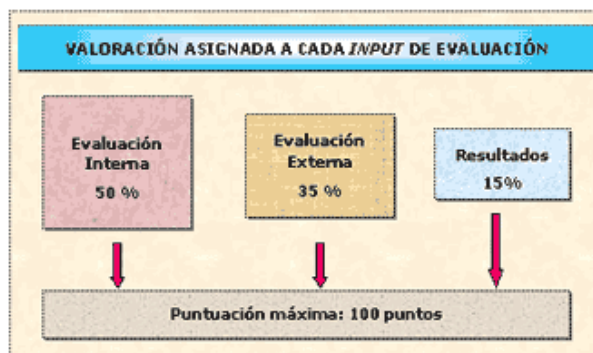 VALORACIÓN ASIGNADA A CADA INPUT DE EVALUACIÓN
Evaluación
Interna
50 %
Evaluación
Externa
35 %
Resultados
15%
Puntuación máxima: 100 puntos